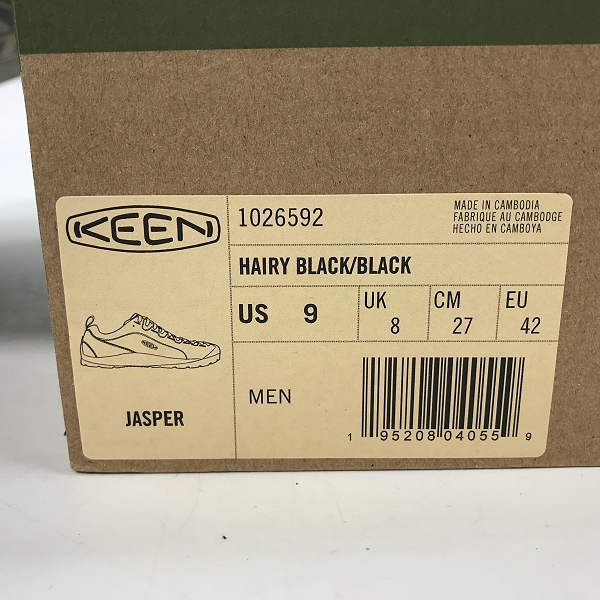 KEEN
1026592
MADE IN CAMBODIA
FABRIQUE AU CAMBODGE
HECHO EN CAMBOYA
HAIRY BLACK/BLACK
US 9
UK 8
CM 27
EU 42
KEEN
JASPER
MEN
1 95208 04055 9